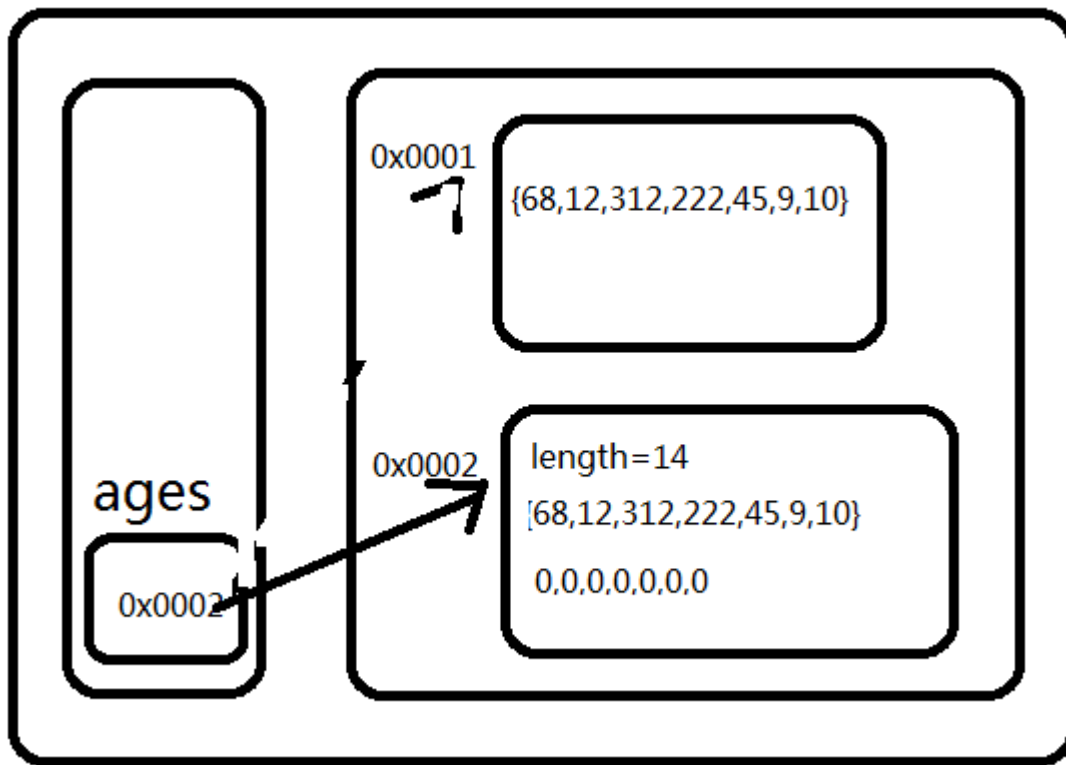 0x0001
{68,12,312,222,45,9,10}
ages
0x0002
0x0002
length=14
{68,12,312,222,45,9,10}
0,0,0,0,0,0,0